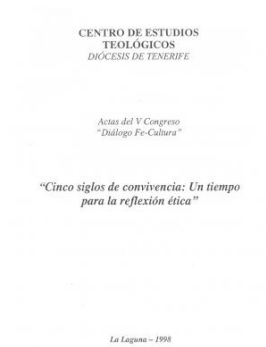 CENTRO DE ESTUDIOS
TEOLÓGICOS
DIÓCESIS DE TENERIFE
Actas del V Congreso
"Diálogo Fe-Cultura"
"Cinco siglos de convivencia: Un tiempo
para la reflexión ética"
La Laguna – 1998